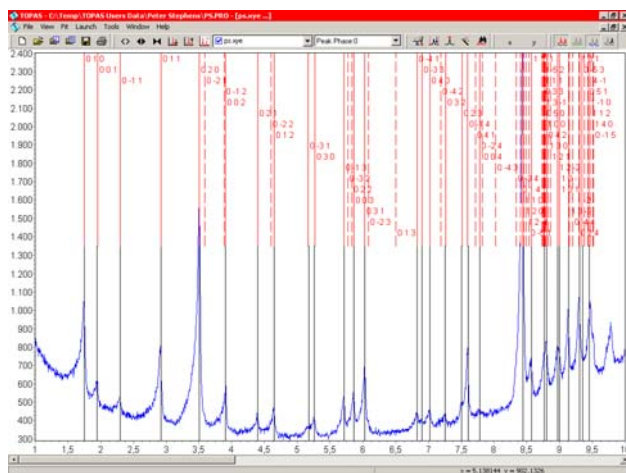 TOPAS - C:\Temp\TOPAS Users Data\Peter Stephens\PS.PRO - [ps.xye ...]
File View Fit Launch Tools Window Help
ps.xye Peak Phase:0
2.400
2.300
2.200
2.100
2.000
1.900
1.800
1.700
1.600
1.500
1.400
1.300
1.200
1.100
1.000
900
800
700
600
500
400
300
0 1 0
0 0 1
0 -1 1
0 1 1
0 2 0
0 -2 1
0 -1 2
0 0 2
0 2 1
0 -2 2
0 1 2
0 -3 1
0 3 0
0 -1 3
0 -3 2
0 2 2
0 0 3
0 3 1
0 -2 3
0 1 3
0 -4 1
0 -3 3
0 4 0
0 -4 2
0 3 2
0 2 3
0 -1 4
0 4 1
0 -2 4
0 0 4
0 -4 3
1 1,5 2 2,5 3 3,5 4 4,5 5 5,5 6 6,5 7 7,5 8 8,5 9 9,5 10
x = 5.138144 y = 902.1326